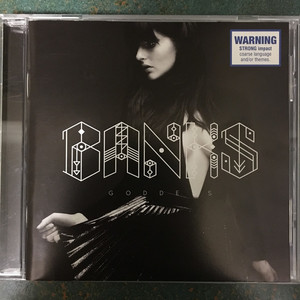 WARNING
STRONG impact
coarse language
and/or themes.
BANKS
GODDESS